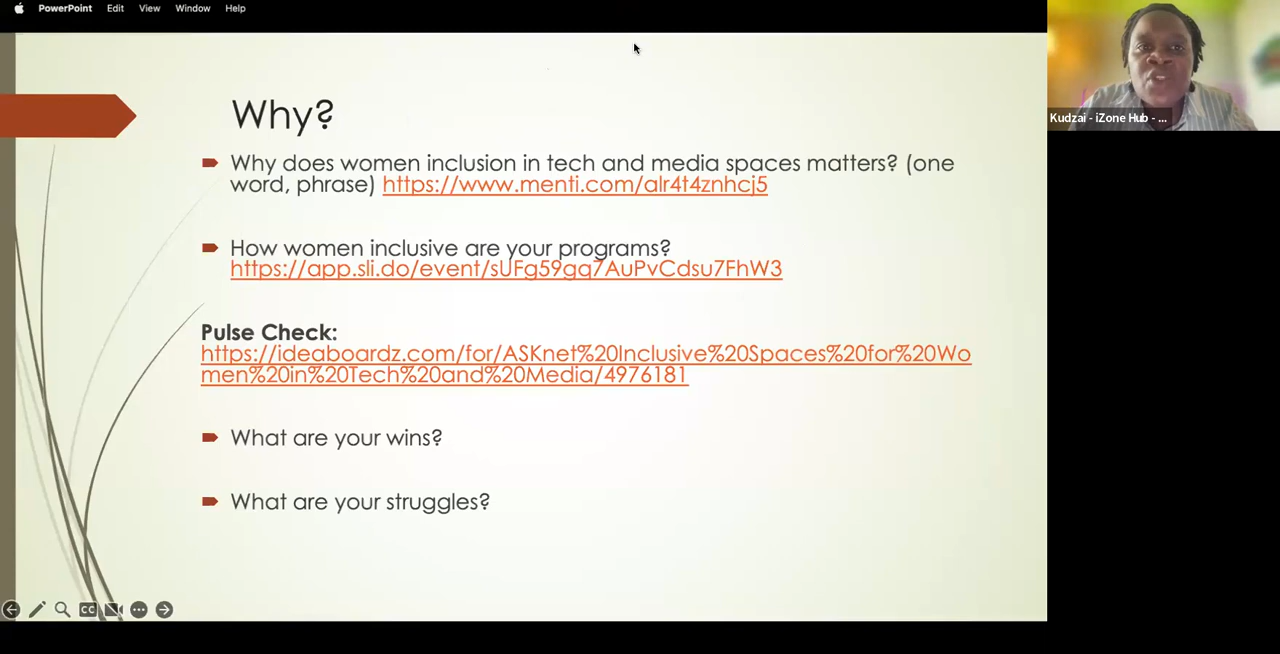 PowerPoint Edit View Window Help
Why?
Why does women inclusion in tech and media spaces matters? (one
word, phrase) https://www.menti.com/alr4t4znhcj5
How women inclusive are your programs?
https://app.sli.do/event/sUFg59gq7AuPvCdsu7FhW3
Pulse Check:
https://ideaboardz.com/for/ASKnet%20Inclusive%20Spaces%20for%20Wo
men%20in%20Tech%20and%20Media/4976181
What are your wins?
What are your struggles?
Kudzai - iZone Hub - ...
CC